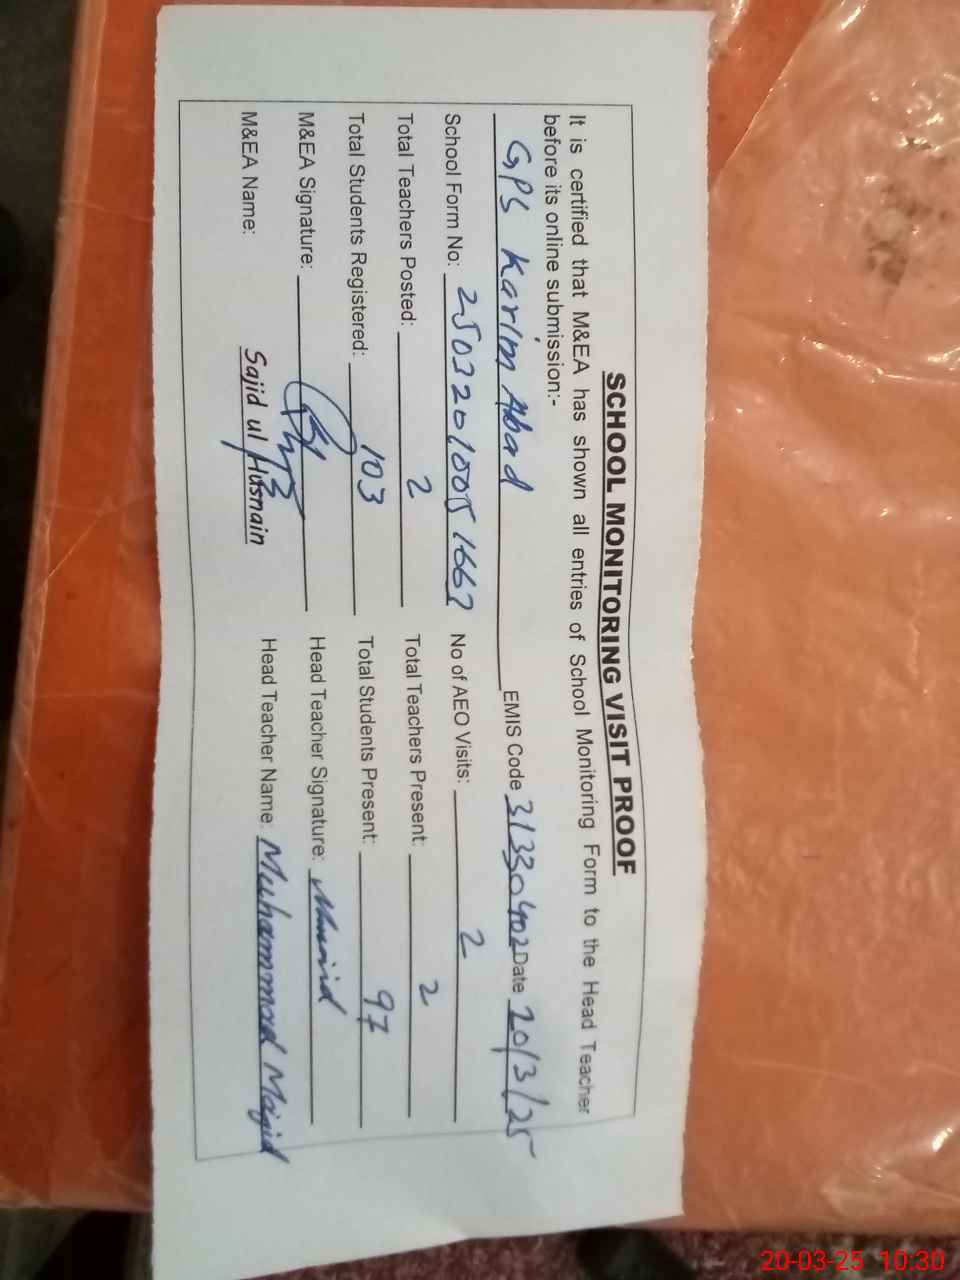 SCHOOL MONITORING VISIT PROOF
It is certified that M&EA has shown all entries of School Monitoring Form to the Head Teacher
before its online submission:-
GPS Karim Abad EMIS Code 31330402 Date 20/3/25
School Form No: 25032010051667 No of AEO Visits: 2
Total Teachers Posted: 2 Total Teachers Present: 2
Total Students Registered: 103 Total Students Present: 97
M&EA Signature: Head Teacher Signature:
M&EA Name: Sajid ul Husnain Head Teacher Name: Muhammad Majid
20-03-25 10:30